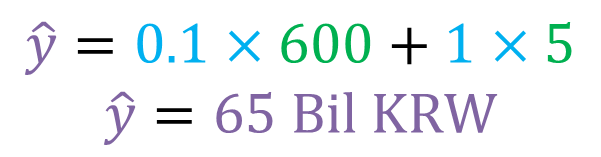 ŷ = 0.1 × 600 + 1 × 5
ŷ = 65 Bil KRW